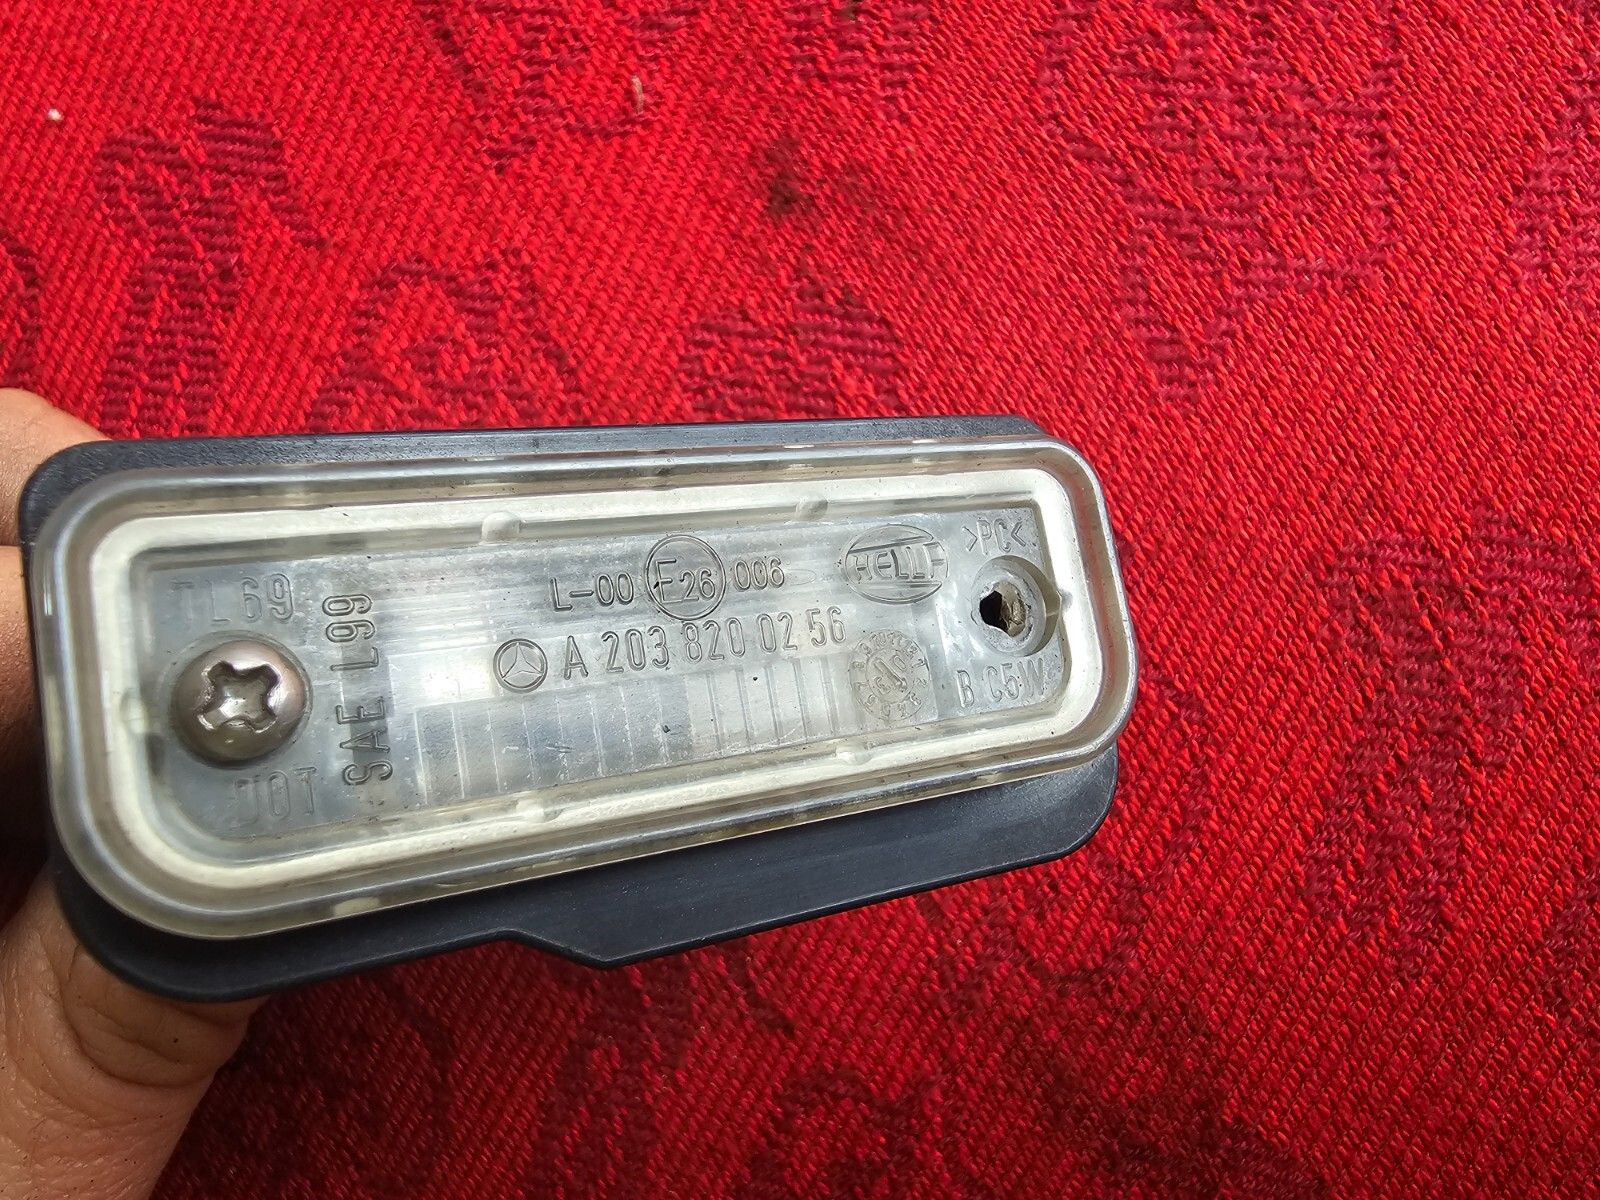 TL69
DOT
SAE L99
L-00 E26 006
A 203 820 02 56
HELLA
>PC<
B C5W